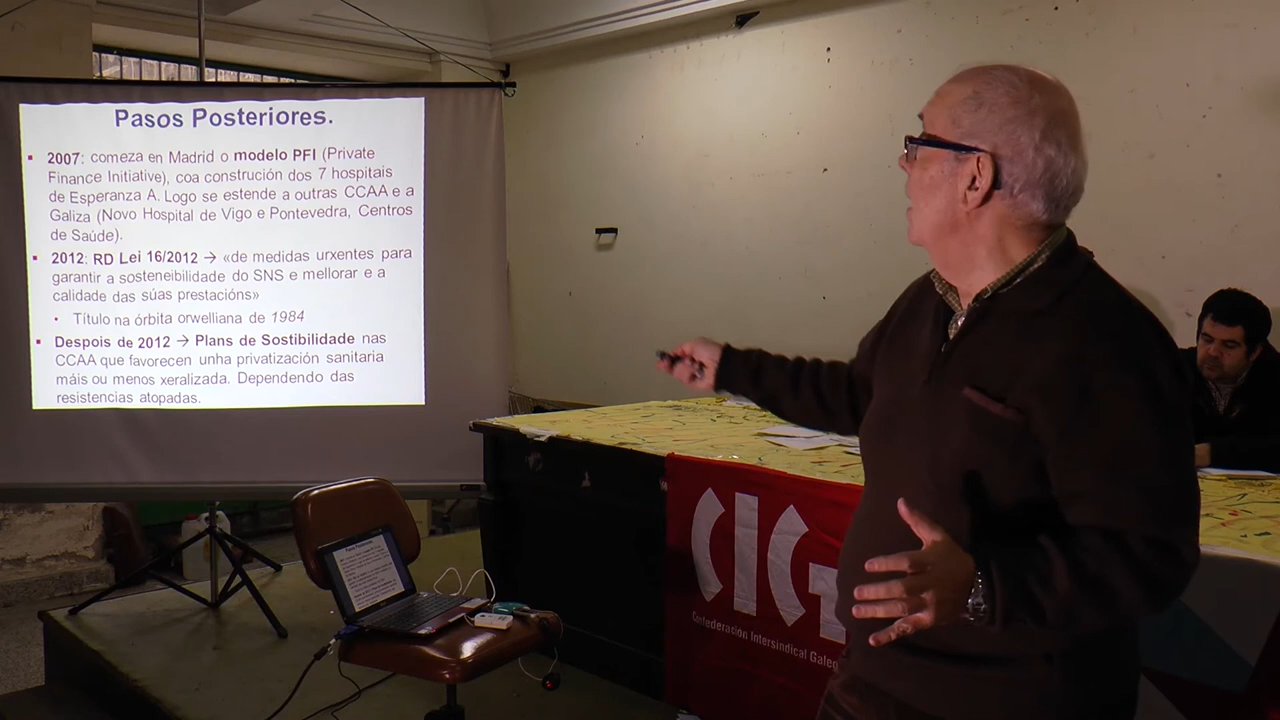 Pasos Posteriores.
▪ 2007: comeza en Madrid o modelo PFI (Private
Finance Initiative), coa construción dos 7 hospitais
de Esperanza A. Logo se estende a outras CCAA e a
Galiza (Novo Hospital de Vigo e Pontevedra, Centros
de Saúde).
▪ 2012: RD Lei 16/2012 → «de medidas urxentes para
garantir a sosteneibilidade do SNS e mellorar e a
calidade das súas prestacións»
• Título na órbita orwelliana de 1984
▪ Despois de 2012 → Plans de Sostibilidade nas
CCAA que favorecen unha privatización sanitaria
máis ou menos xeralizada. Dependendo das
resistencias atopadas.
Pasos Posteriores.
CIG
Confederación Intersindical Galeg